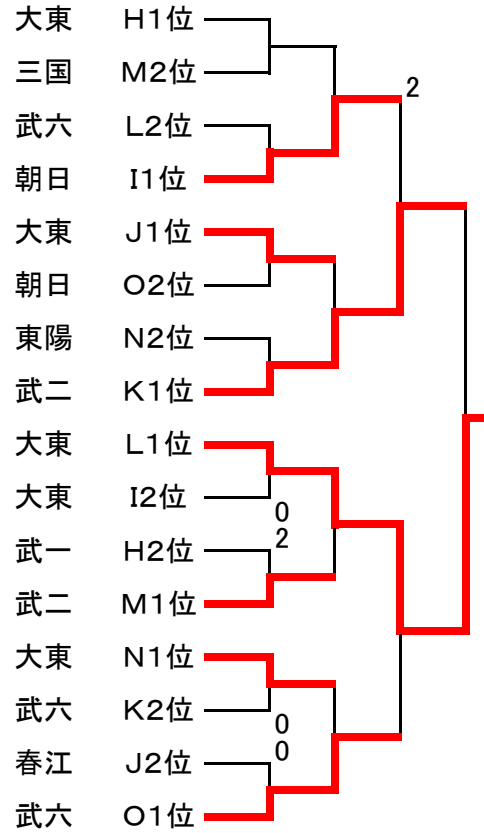 大東 H1位
三国 M2位
2
武六 L2位
朝日 I1位
大東 J1位
朝日 O2位
東陽 N2位
武二 K1位
大東 L1位
大東 I2位
0
2
武一 H2位
武二 M1位
大東 N1位
武六 K2位
0
0
春江 J2位
武六 O1位